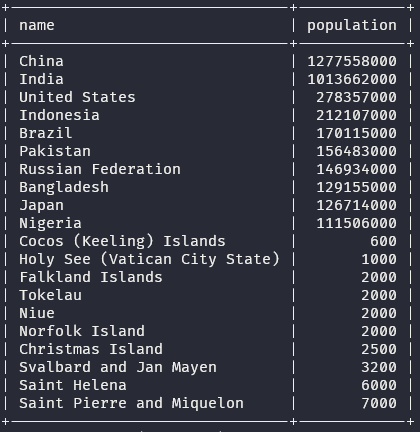 +--------------------------------+------------+
| name                           | population |
+--------------------------------+------------+
| China                          | 1277558000 |
| India                          | 1013662000 |
| United States                  |  278357000 |
| Indonesia                      |  212107000 |
| Brazil                         |  170115000 |
| Pakistan                       |  156483000 |
| Russian Federation             |  146934000 |
| Bangladesh                     |  129155000 |
| Japan                          |  126714000 |
| Nigeria                        |  111506000 |
| Cocos (Keeling) Islands        |        600 |
| Holy See (Vatican City State)  |       1000 |
| Falkland Islands               |       2000 |
| Tokelau                        |       2000 |
| Niue                           |       2000 |
| Norfolk Island                 |       2000 |
| Christmas Island               |       2500 |
| Svalbard and Jan Mayen         |       3200 |
| Saint Helena                   |       6000 |
| Saint Pierre and Miquelon      |       7000 |
+--------------------------------+------------+